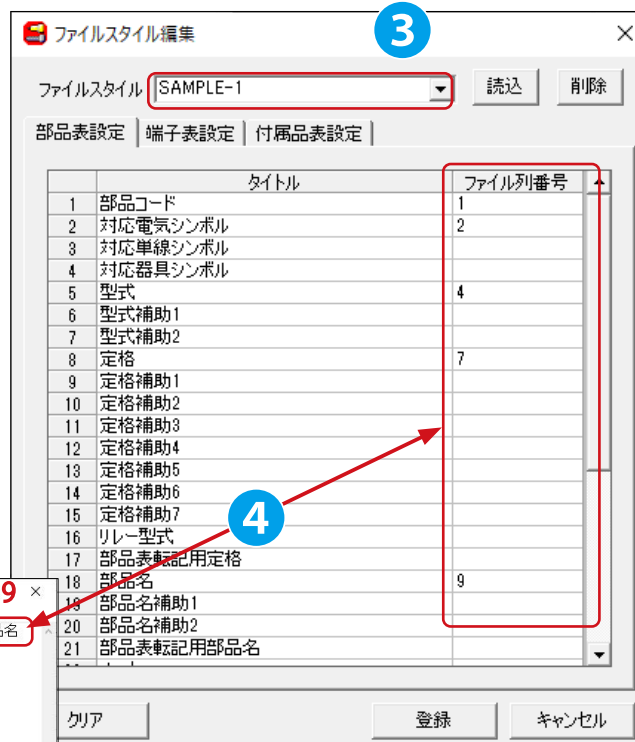 ファイルスタイル編集
3
ファイルスタイル SAMPLE-1 読込 削除
部品表設定 端子表設定 付属品表設定
タイトル ファイル列番号
1 部品コード 1
2 対応電気シンボル 2
3 対応単線シンボル
4 対応器具シンボル
5 型式 4
6 型式補助1
7 型式補助2
8 定格 7
9 定格補助1
10 定格補助2
11 定格補助3
12 定格補助4
13 定格補助5
14 定格補助6
15 定格補助7
4
16 リレー型式
17 部品表転記用定格
18 部品名 9
9
19 部品名補助1
名
20 部品名補助2
21 部品表転記用部品名
クリア 登録 キャンセル